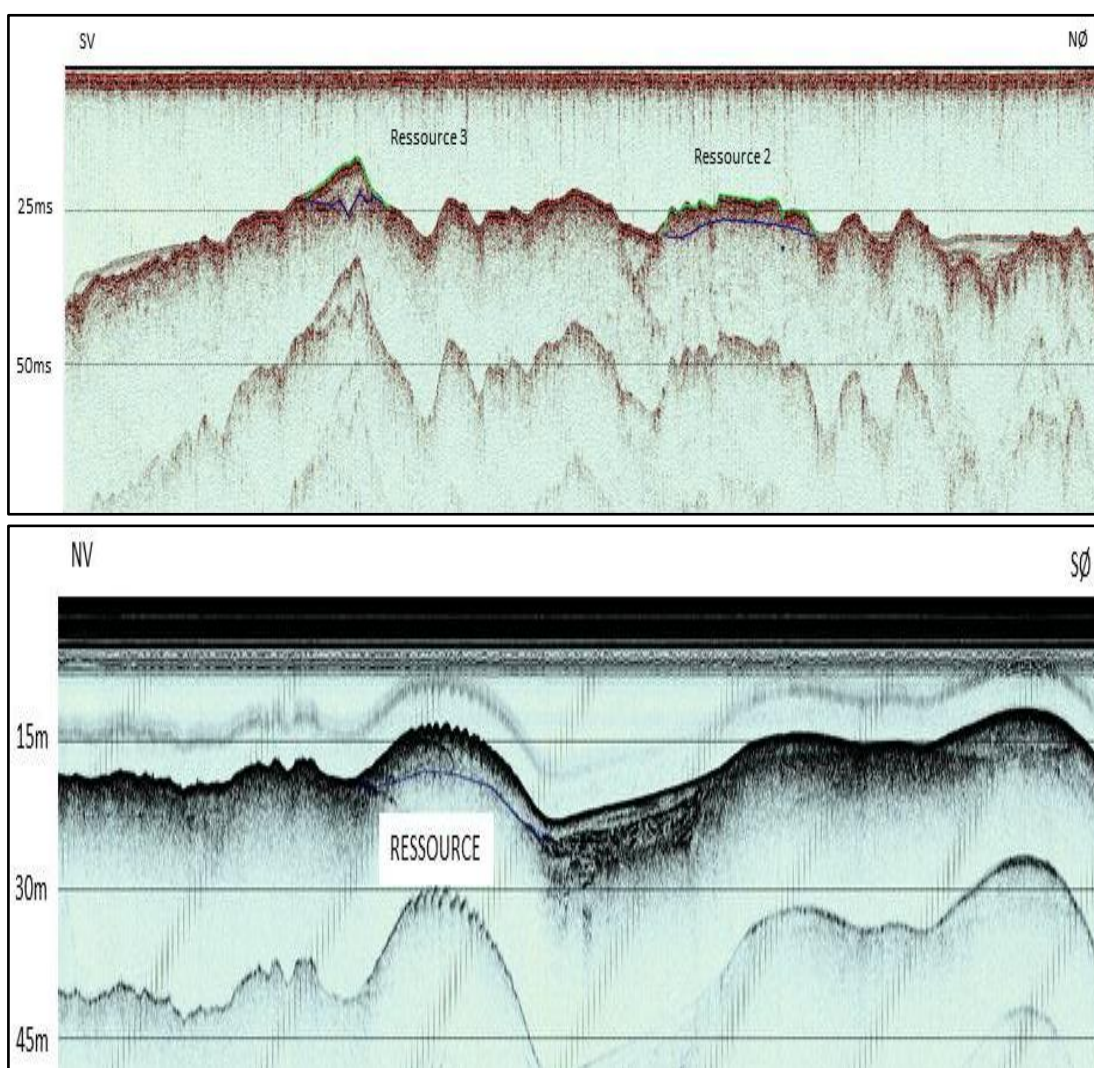 SV
NØ
Ressource 3
Ressource 2
25ms
50ms
NV
SØ
15m
RESSOURCE
30m
45m